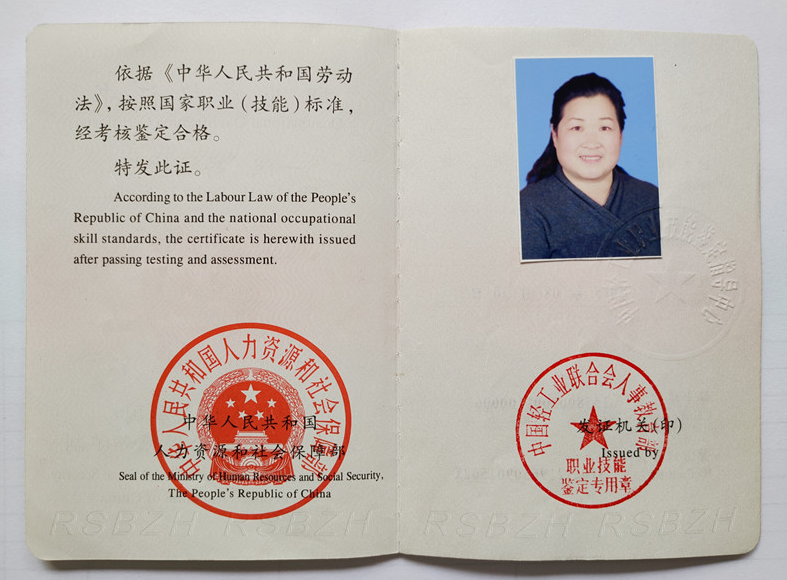 依据《中华人民共和国劳动
法》，按照国家职业（技能）标准，
经考核鉴定合格。
特发此证。
According to the Labour Law of the People's
Republic of China and the national occupational
skill standards, the certificate is herewith issued
after passing testing and assessment.
中华人民共和国人力资源和社会保障部
中华人民共和国
人力资源和社会保障部
Seal of the Ministry of Human Resources and Social Security,
The People's Republic of China
RSBZH RSBZH
中国轻工业联合会人事教育部
发证机关(印)
Issued by
职业技能
鉴定专用章
RSBZH RSBZH